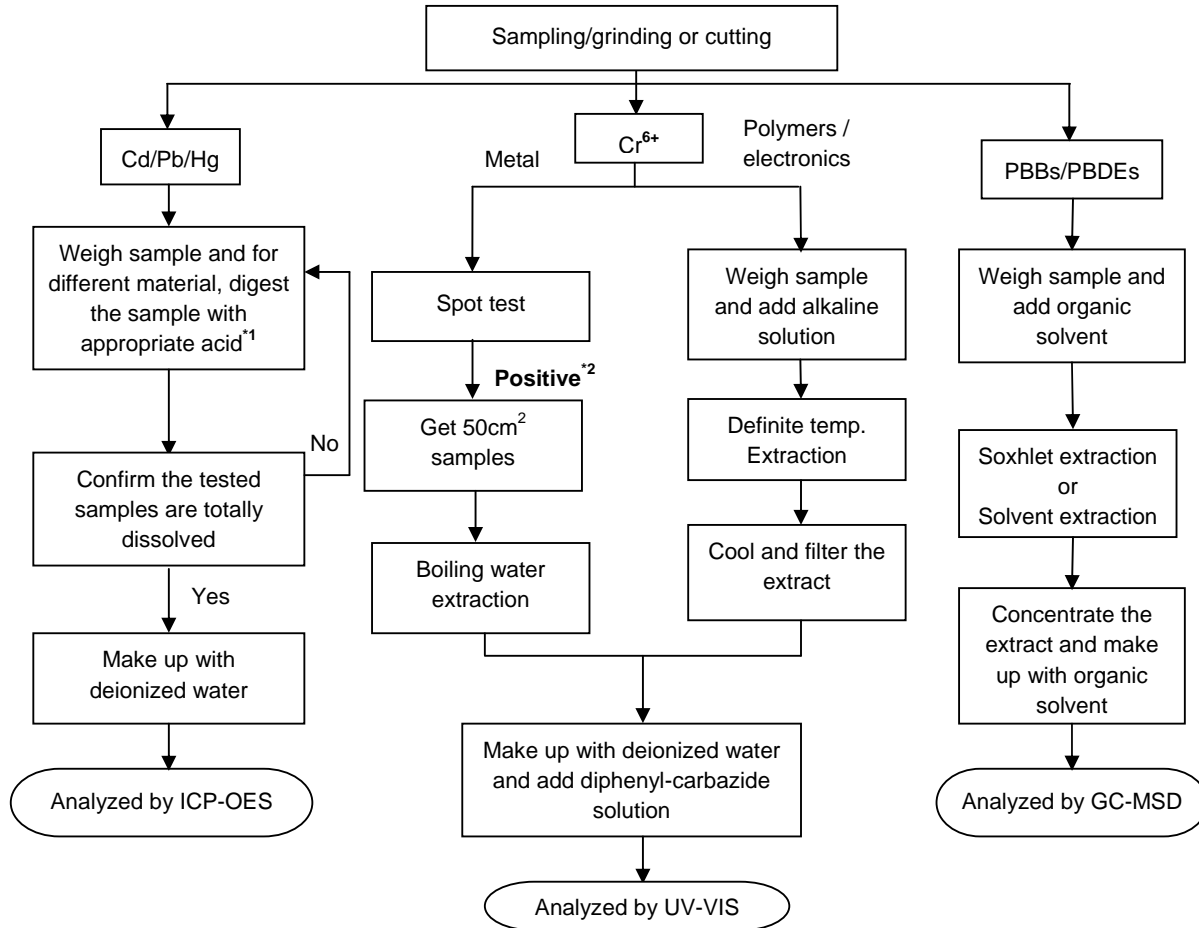 Sampling/grinding or cutting
Cd/Pb/Hg
Weigh sample and for
different material, digest
the sample with
appropriate acid*1
No
Confirm the tested
samples are totally
dissolved
Yes
Make up with
deionized water
Analyzed by ICP-OES
Cr6+
Metal
Spot test
Positive*2
Get 50cm2
samples
Boiling water
extraction
Polymers /
electronics
Weigh sample
and add alkaline
solution
Definite temp.
Extraction
Cool and filter the
extract
Make up with deionized water
and add diphenyl-carbazide
solution
Analyzed by UV-VIS
PBBs/PBDEs
Weigh sample and
add organic
solvent
Soxhlet extraction
or
Solvent extraction
Concentrate the
extract and make
up with organic
solvent
Analyzed by GC-MSD